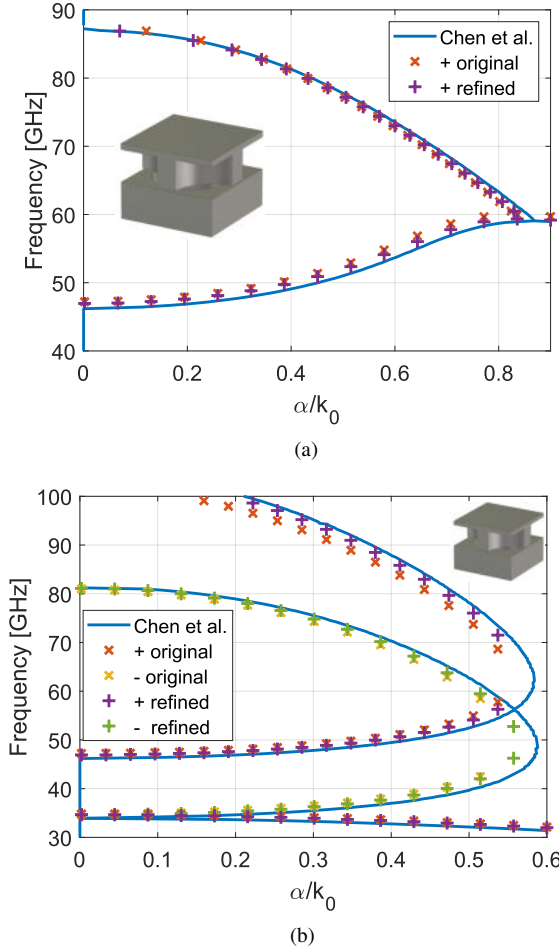 90
80
70
60
50
40
Frequency [GHz]
Chen et al.
+ original
+ refined
0
0.2
0.4
0.6
0.8
α/k0
(a)
100
90
80
70
60
50
40
30
Frequency [GHz]
Chen et al.
+ original
- original
+ refined
- refined
0
0.1
0.2
0.3
0.4
0.5
0.6
α/k0
(b)